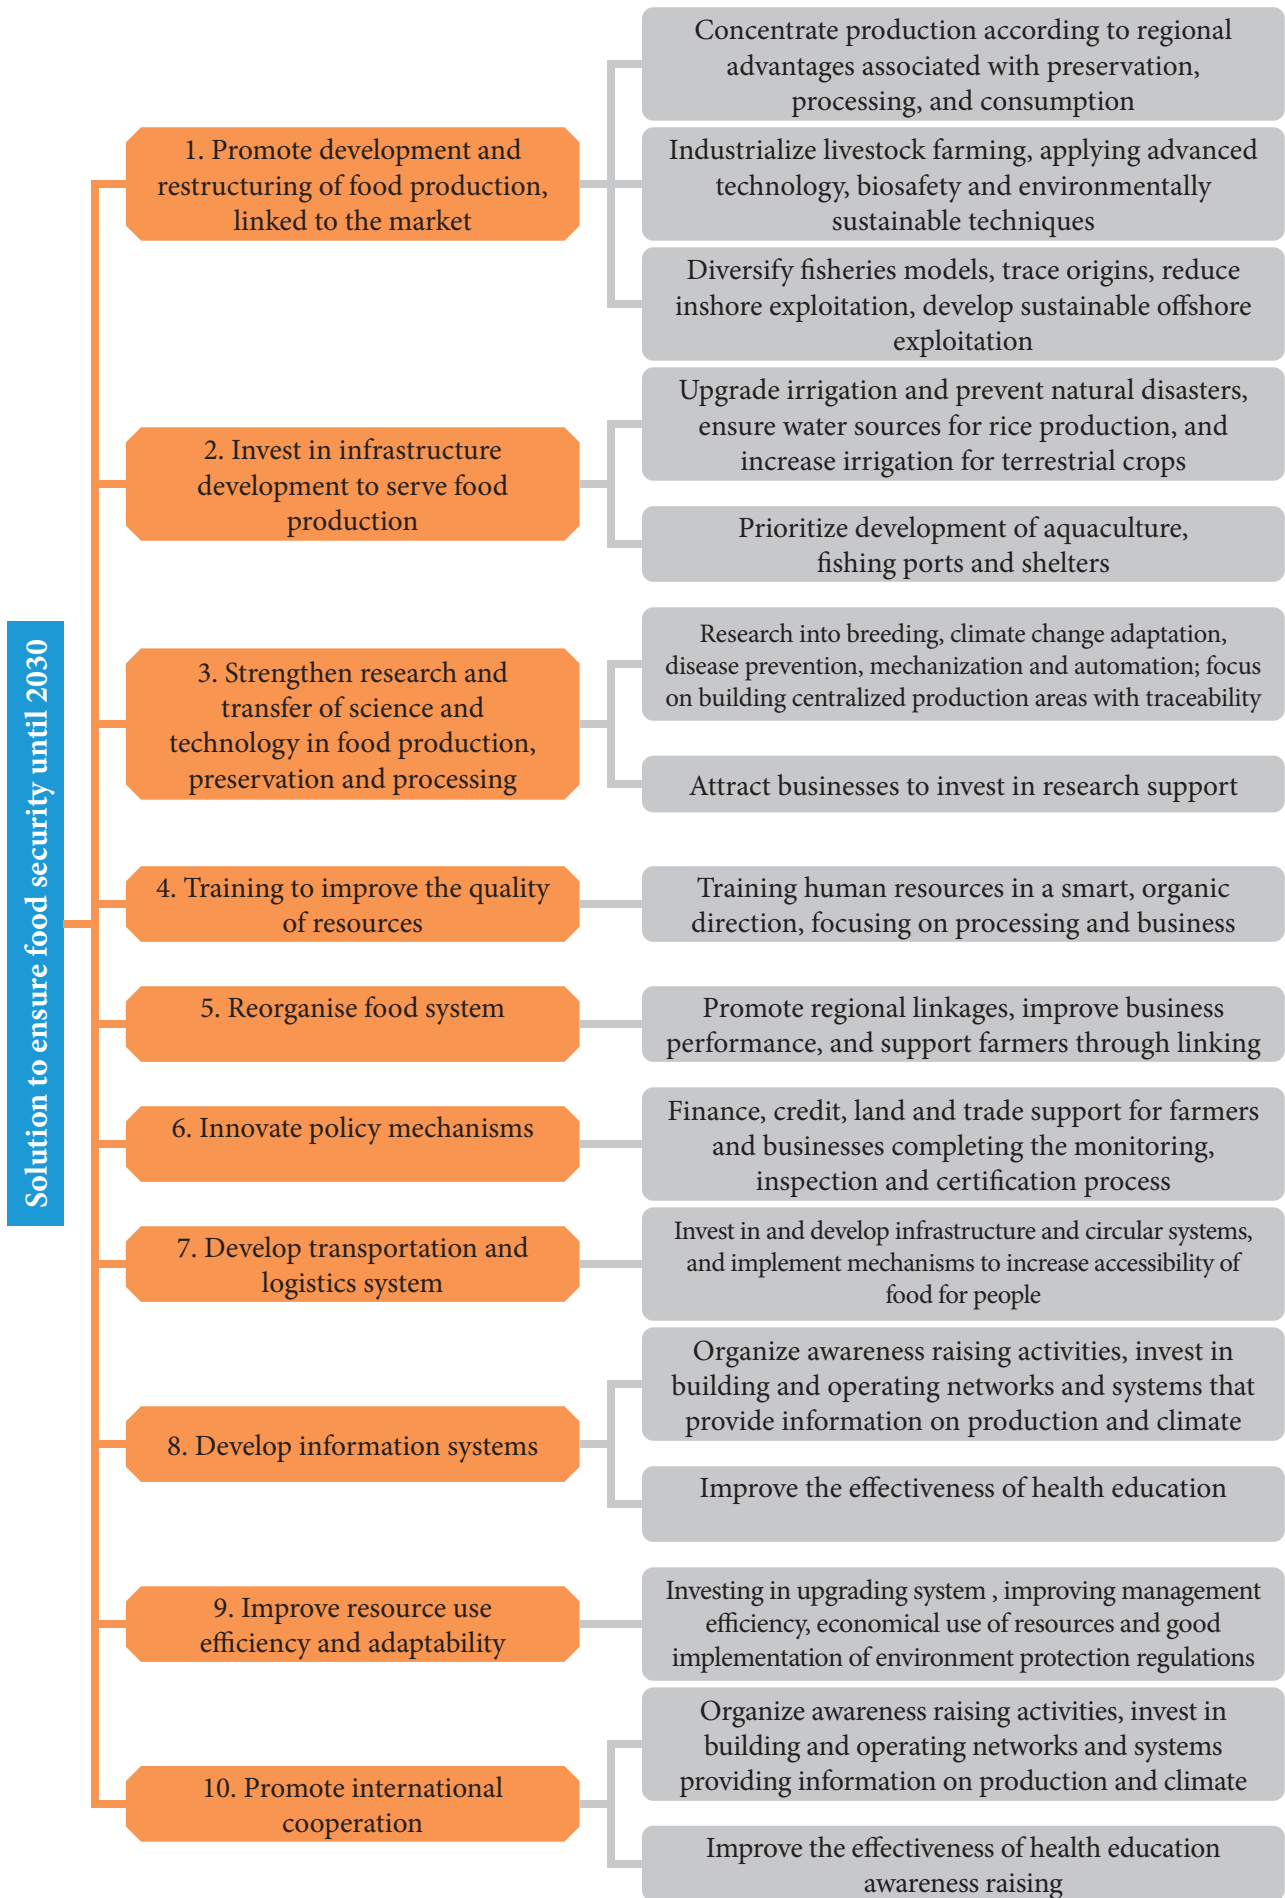 Solution to ensure food security until 2030
1. Promote development and
restructuring of food production,
linked to the market
Concentrate production according to regional
advantages associated with preservation,
processing, and consumption
Industrialize livestock farming, applying advanced
technology, biosafety and environmentally
sustainable techniques
Diversify fisheries models, trace origins, reduce
inshore exploitation, develop sustainable offshore
exploitation
2. Invest in infrastructure
development to serve food
production
Upgrade irrigation and prevent natural disasters,
ensure water sources for rice production, and
increase irrigation for terrestrial crops
Prioritize development of aquaculture,
fishing ports and shelters
3. Strengthen research and
transfer of science and
technology in food production,
preservation and processing
Research into breeding, climate change adaptation,
disease prevention, mechanization and automation; focus
on building centralized production areas with traceability
Attract businesses to invest in research support
4. Training to improve the quality
of resources
Training human resources in a smart, organic
direction, focusing on processing and business
5. Reorganise food system
Promote regional linkages, improve business
performance, and support farmers through linking
6. Innovate policy mechanisms
Finance, credit, land and trade support for farmers
and businesses completing the monitoring,
inspection and certification process
7. Develop transportation and
logistics system
Invest in and develop infrastructure and circular systems,
and implement mechanisms to increase accessibility of
food for people
8. Develop information systems
Organize awareness raising activities, invest in
building and operating networks and systems that
provide information on production and climate
Improve the effectiveness of health education
9. Improve resource use
efficiency and adaptability
Investing in upgrading system , improving management
efficiency, economical use of resources and good
implementation of environment protection regulations
10. Promote international
cooperation
Organize awareness raising activities, invest in
building and operating networks and systems
providing information on production and climate
Improve the effectiveness of health education
awareness raising